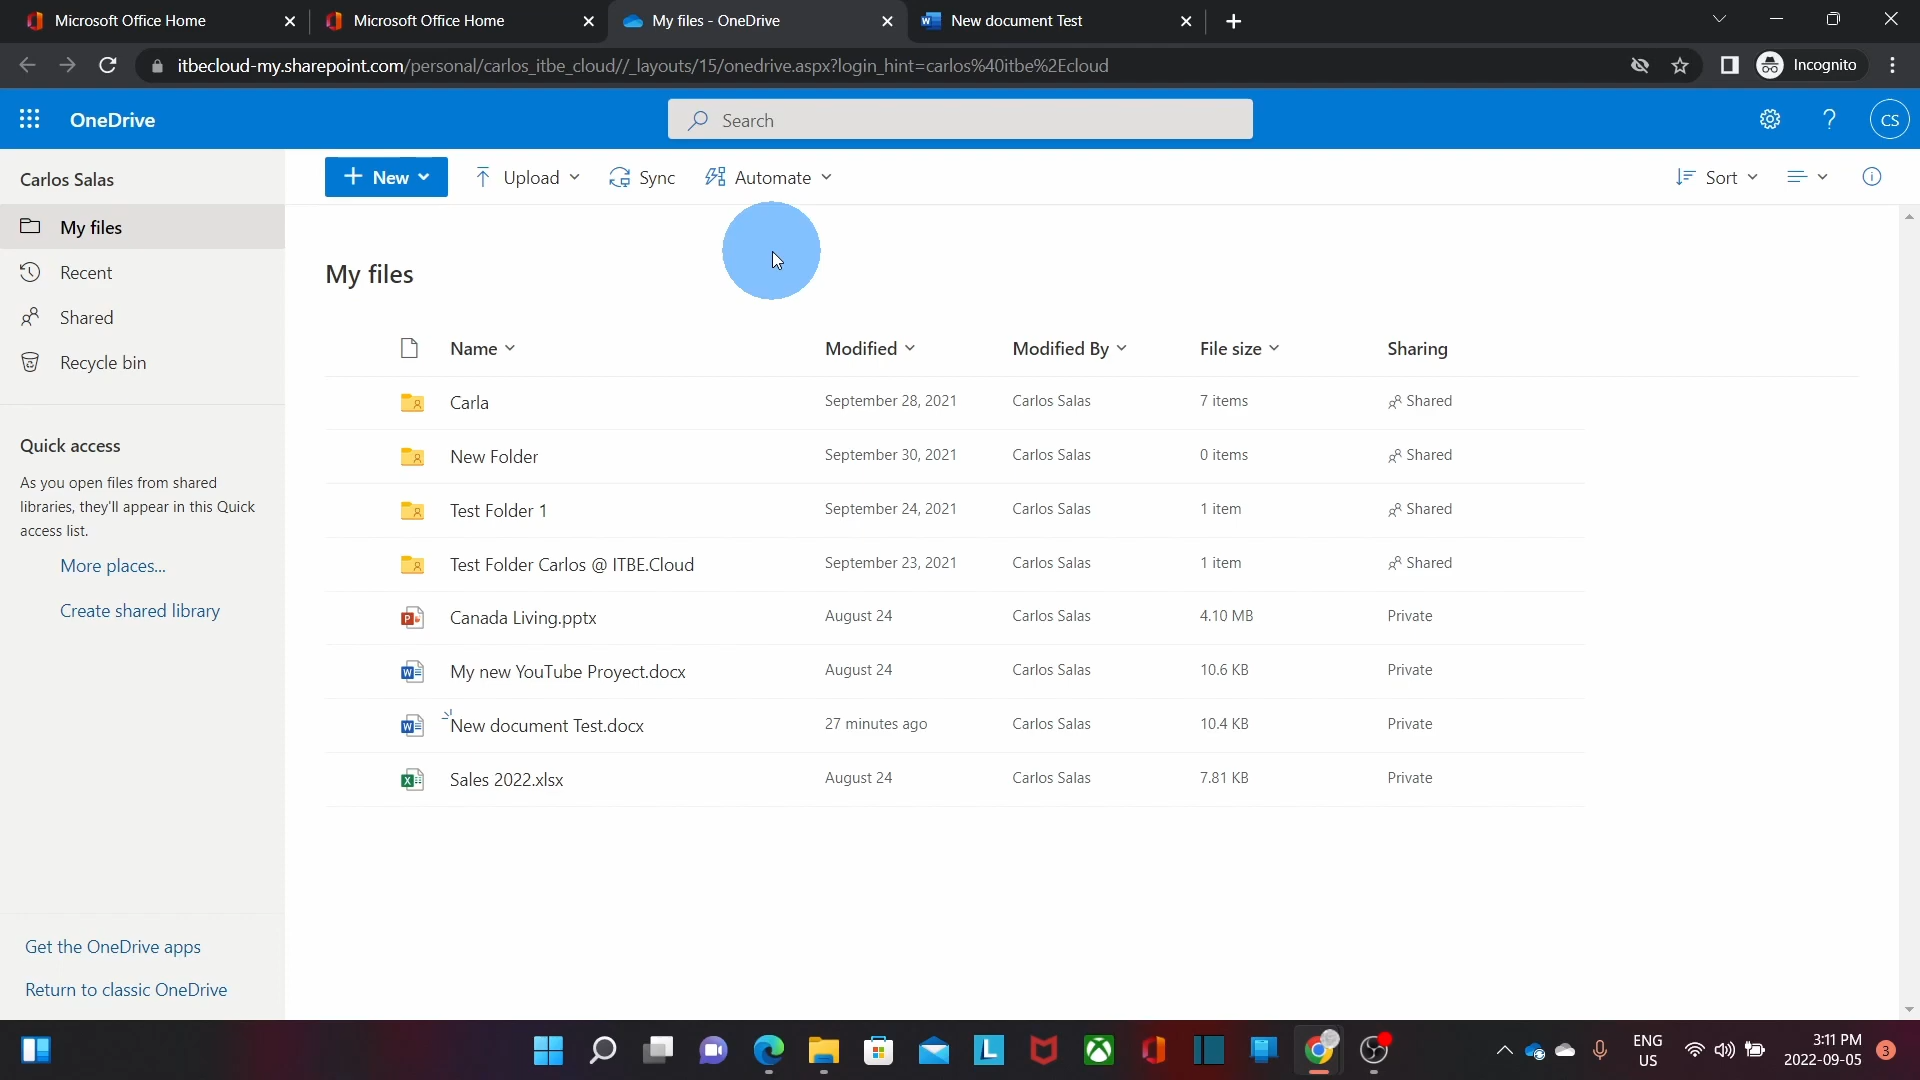 Microsoft Office Home
Microsoft Office Home
My files - OneDrive
New document Test
itbecloud-my.sharepoint.com/personal/carlos_itbe_cloud//_layouts/15/onedrive.aspx?login_hint=carlos%40itbe%2Ecloud
Incognito
OneDrive
Search
CS
Carlos Salas
New
Upload
Sync
Automate
Sort
My files
Recent
Shared
Recycle bin
Quick access
As you open files from shared
libraries, they'll appear in this Quick
access list.
More places...
Create shared library
Get the OneDrive apps
Return to classic OneDrive
My files
Name Modified Modified By File size Sharing
Carla September 28, 2021 Carlos Salas 7 items Shared
New Folder September 30, 2021 Carlos Salas 0 items Shared
Test Folder 1 September 24, 2021 Carlos Salas 1 item Shared
Test Folder Carlos @ ITBE.Cloud September 23, 2021 Carlos Salas 1 item Shared
Canada Living.pptx August 24 Carlos Salas 4.10 MB Private
My new YouTube Proyect.docx August 24 Carlos Salas 10.6 KB Private
New document Test.docx 27 minutes ago Carlos Salas 10.4 KB Private
Sales 2022.xlsx August 24 Carlos Salas 7.81 KB Private
ENG
US
3:11 PM
2022-09-05
3